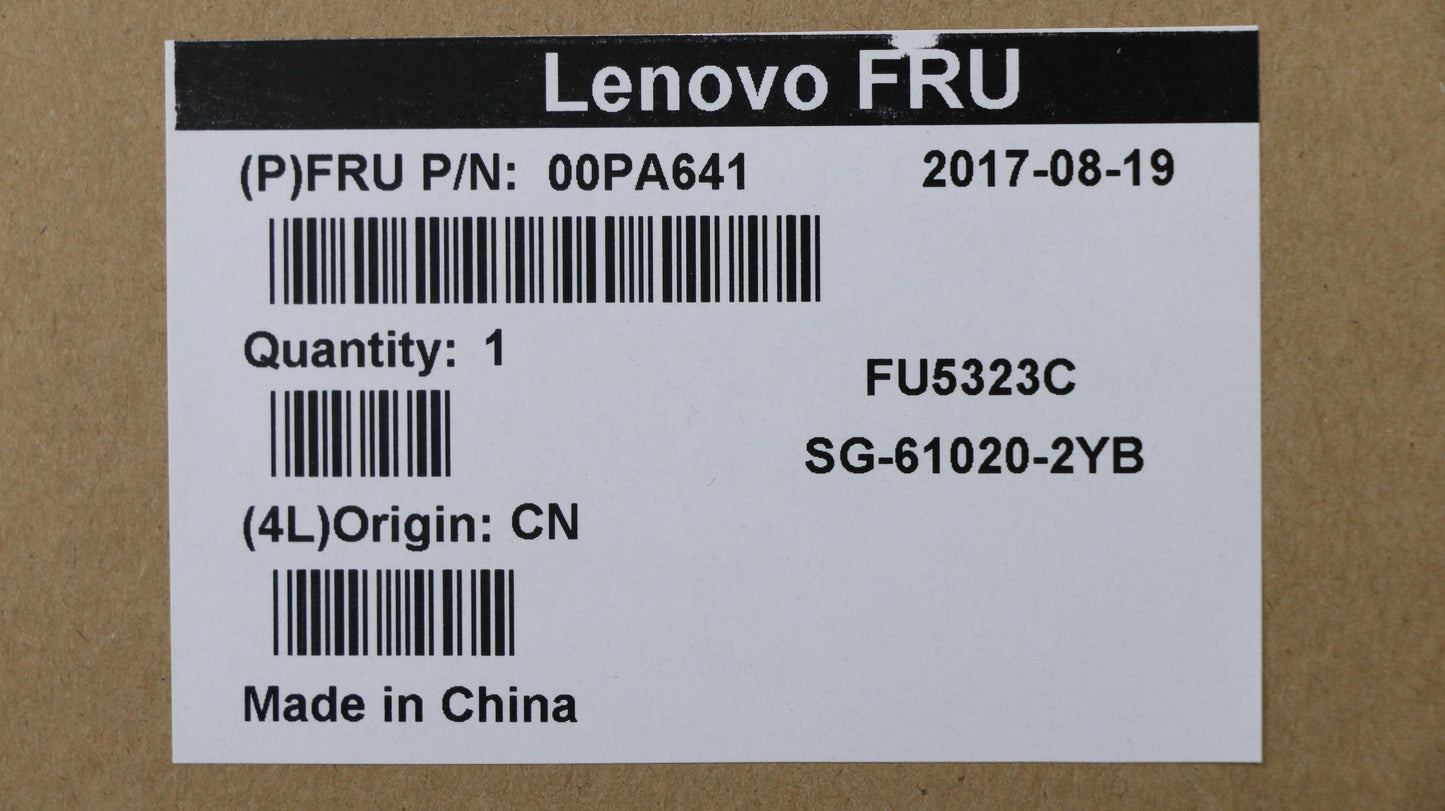 Lenovo FRU
(P)FRU P/N: 00PA641 2017-08-19
Quantity: 1
FU5323C
SG-61020-2YB
(4L)Origin: CN
Made in China